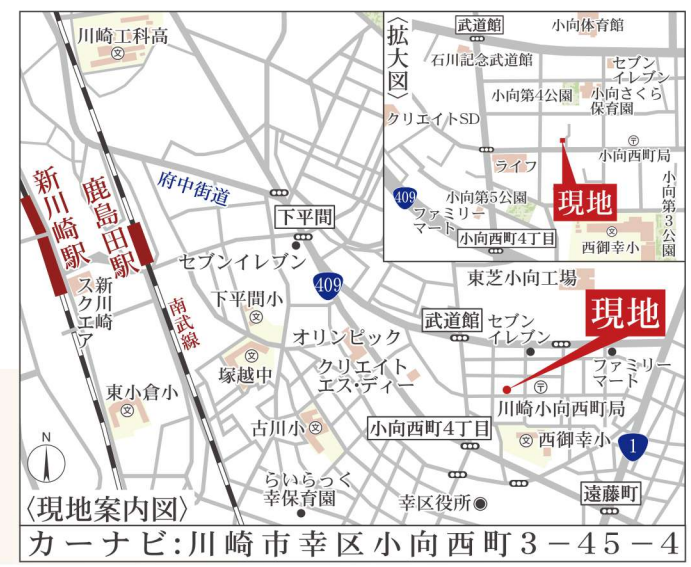 川崎工科高
新川崎駅
鹿島田駅
府中街道
下平間
セブンイレブン
409
新川崎
スクエア
南武線
下平間小
オリンピック
塚越中
クリエイト
エス・ディー
東小倉小
古川小
小向西町4丁目
らいらっく
幸保育園
幸区役所
N
〈現地案内図〉
東芝小向工場
武道館
セブン
イレブン
現地
ファミリー
マート
川崎小向西町局
西御幸小
1
遠藤町
〈拡大図〉
武道館
小向体育館
石川記念武道館
セブン
イレブン
小向第4公園
小向さくら
保育園
クリエイトSD
ライフ
小向西町局
409
小向第5公園
ファミリー
マート
現地
小向第3公園
小向西町4丁目
西御幸小
カーナビ:川崎市幸区小向西町3−45−4